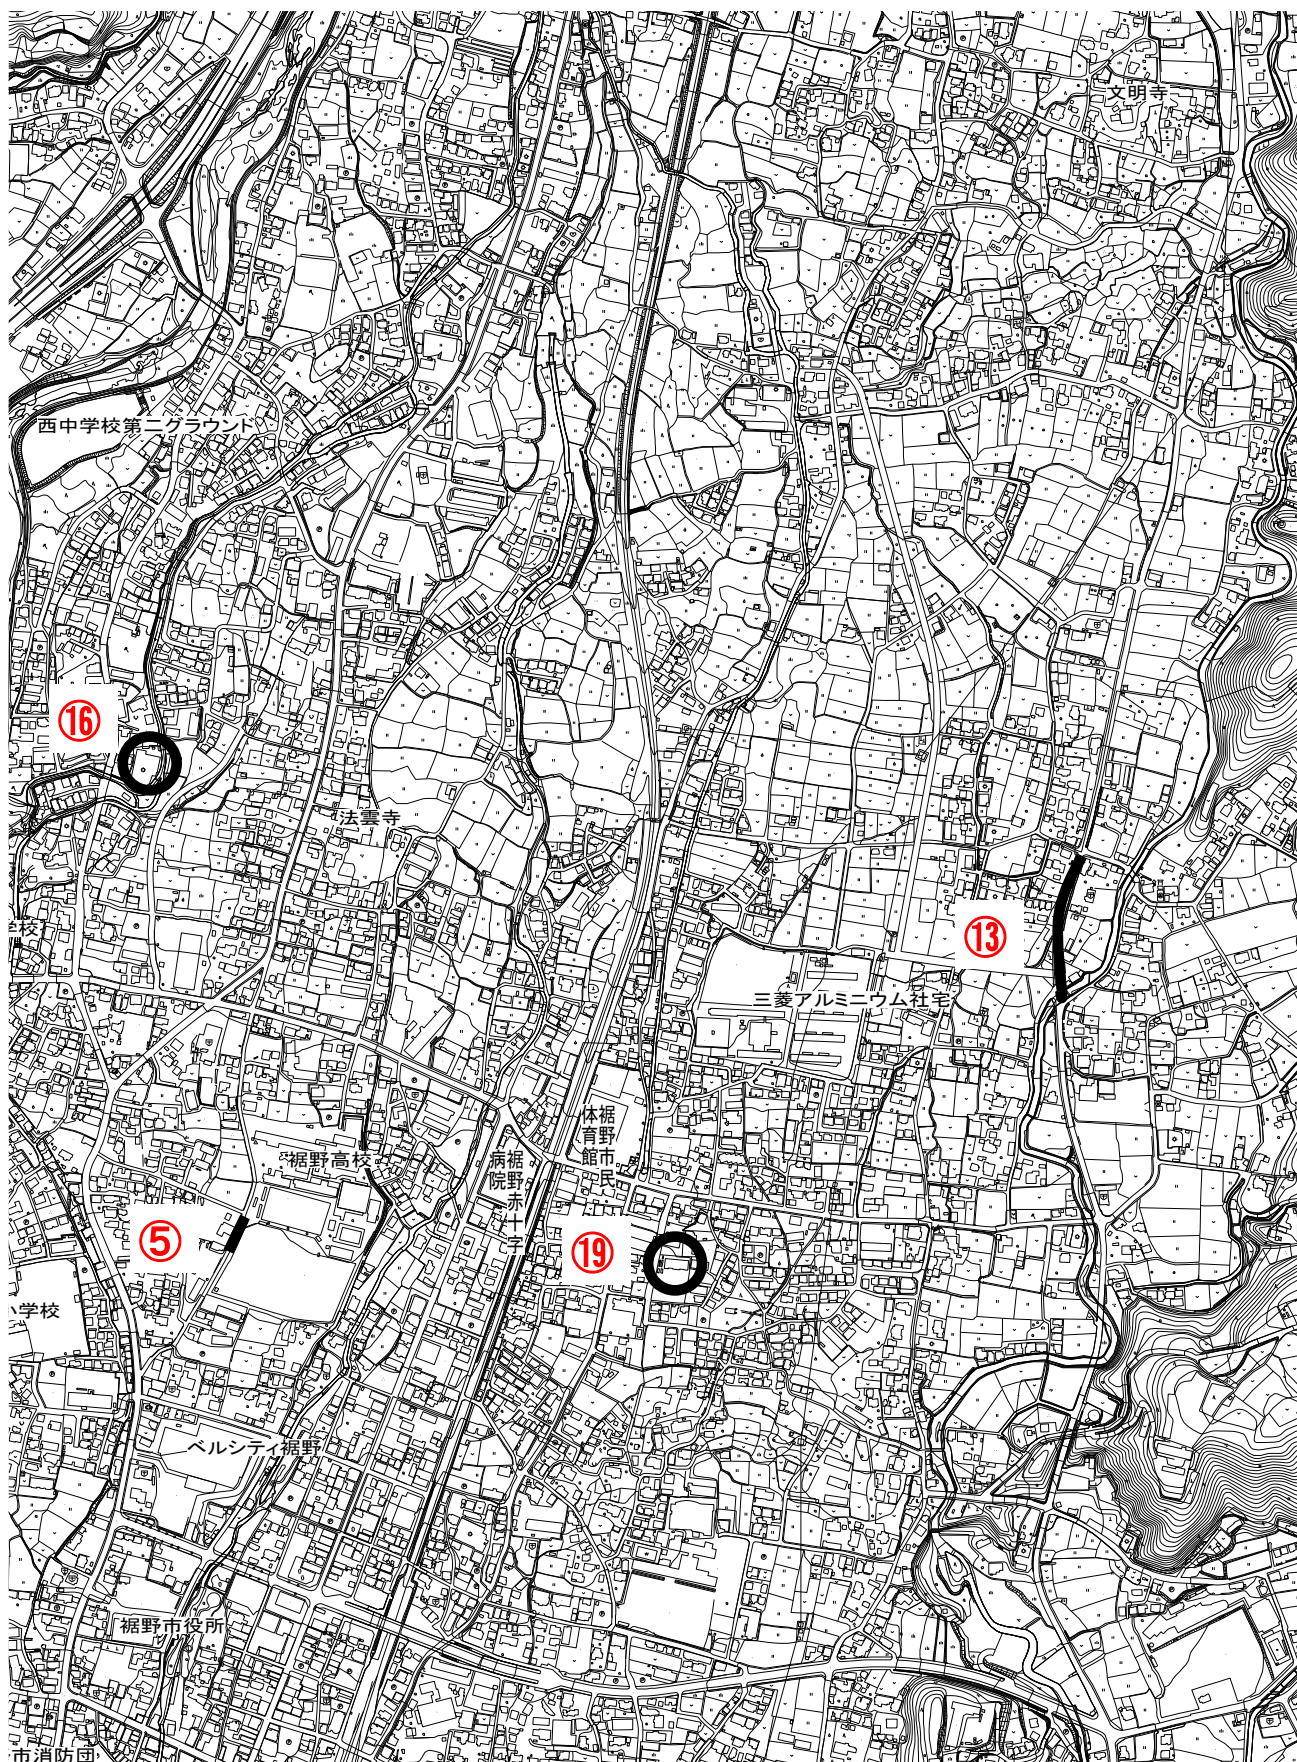 文明寺
西中学校第二グラウンド
⑯
法雲寺
学校
⑬
三菱アルミニウム社宅
裾野市民
体育館
裾野赤十字
病院
裾野高校
⑤
⑲
小学校
ベルシティ裾野
裾野市役所
市消防団